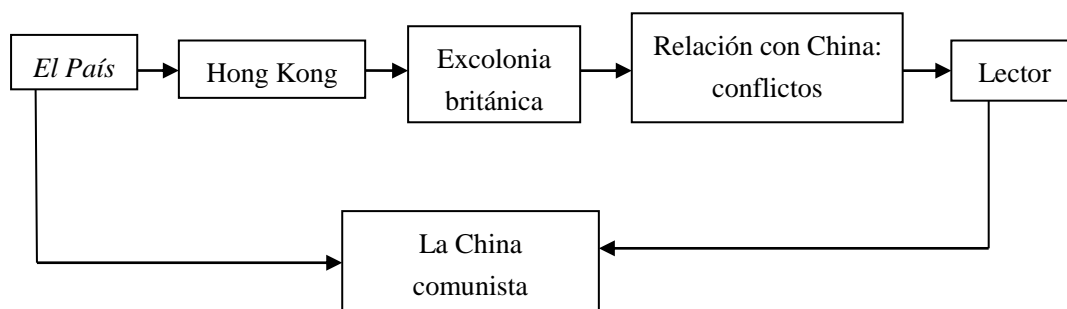 El País
Hong Kong
Excolonia
británica
Relación con China:
conflictos
Lector
La China
comunista